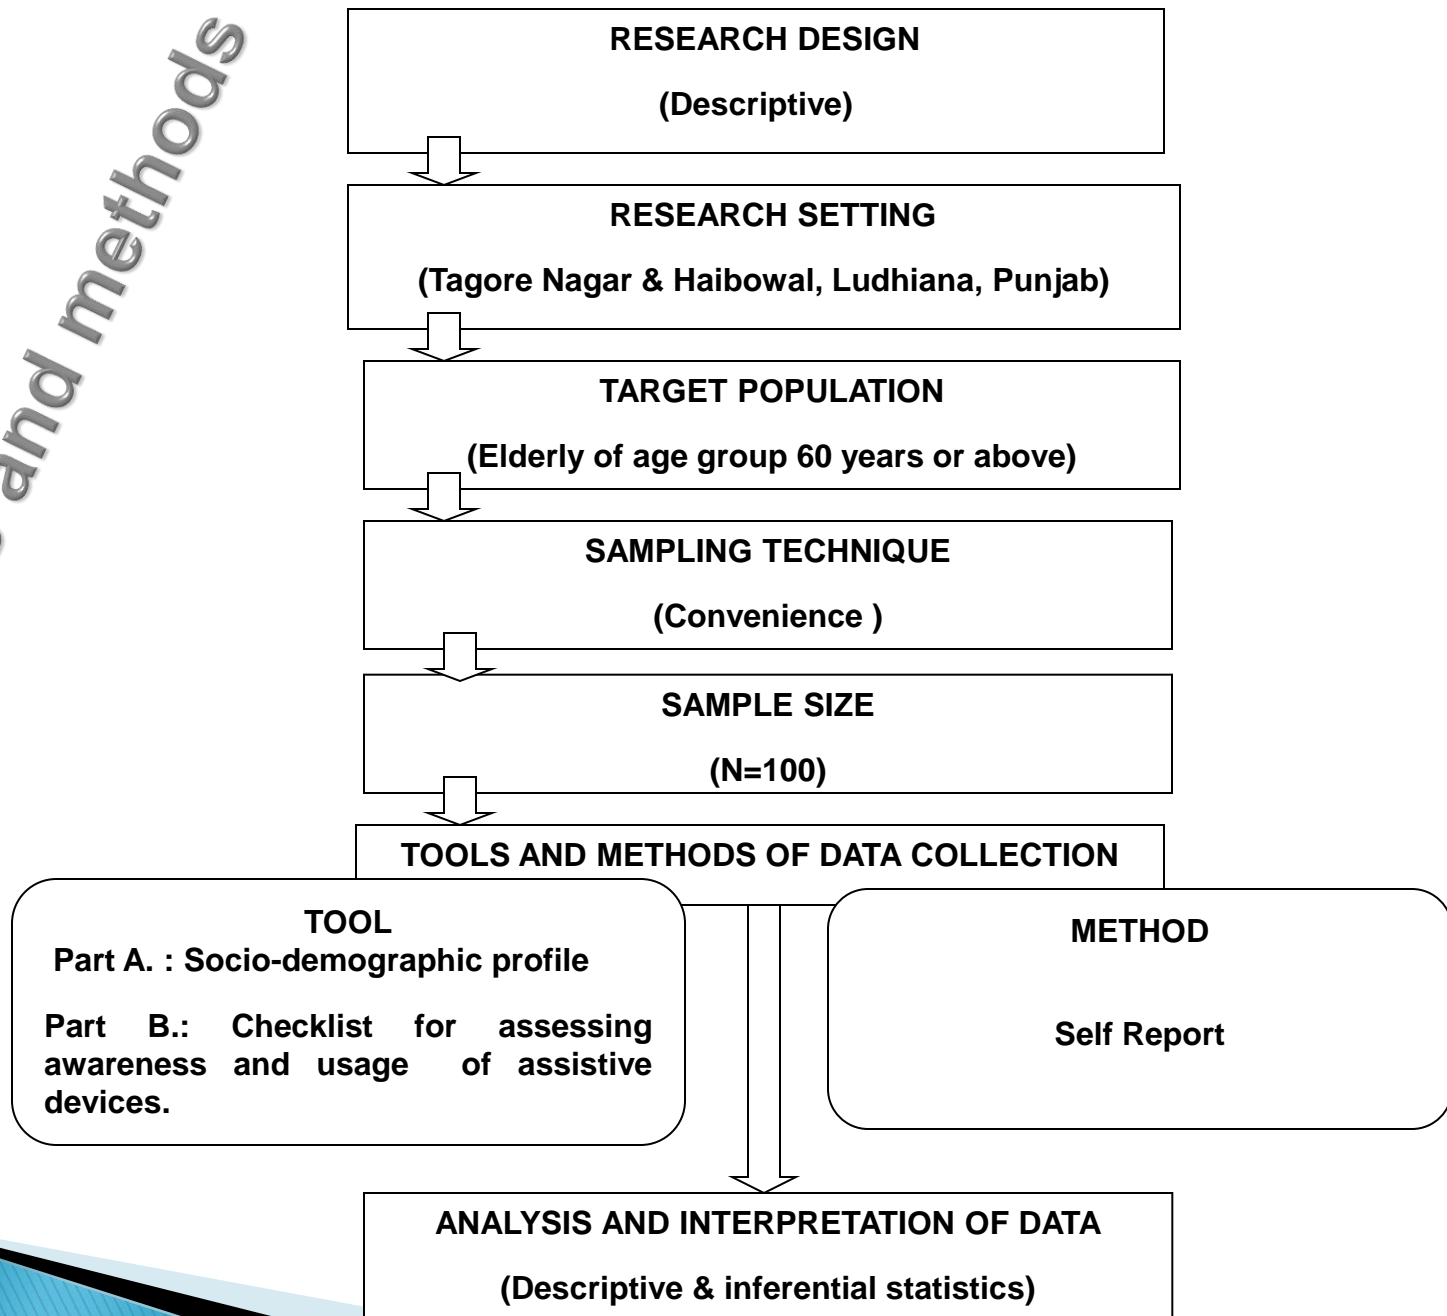 and methods
RESEARCH DESIGN
(Descriptive)
RESEARCH SETTING
(Tagore Nagar & Haibowal, Ludhiana, Punjab)
TARGET POPULATION
(Elderly of age group 60 years or above)
SAMPLING TECHNIQUE
(Convenience )
SAMPLE SIZE
(N=100)
TOOLS AND METHODS OF DATA COLLECTION
TOOL
Part A. : Socio-demographic profile
Part B.: Checklist for assessing
awareness and usage of assistive
devices.
METHOD
Self Report
ANALYSIS AND INTERPRETATION OF DATA
(Descriptive & inferential statistics)